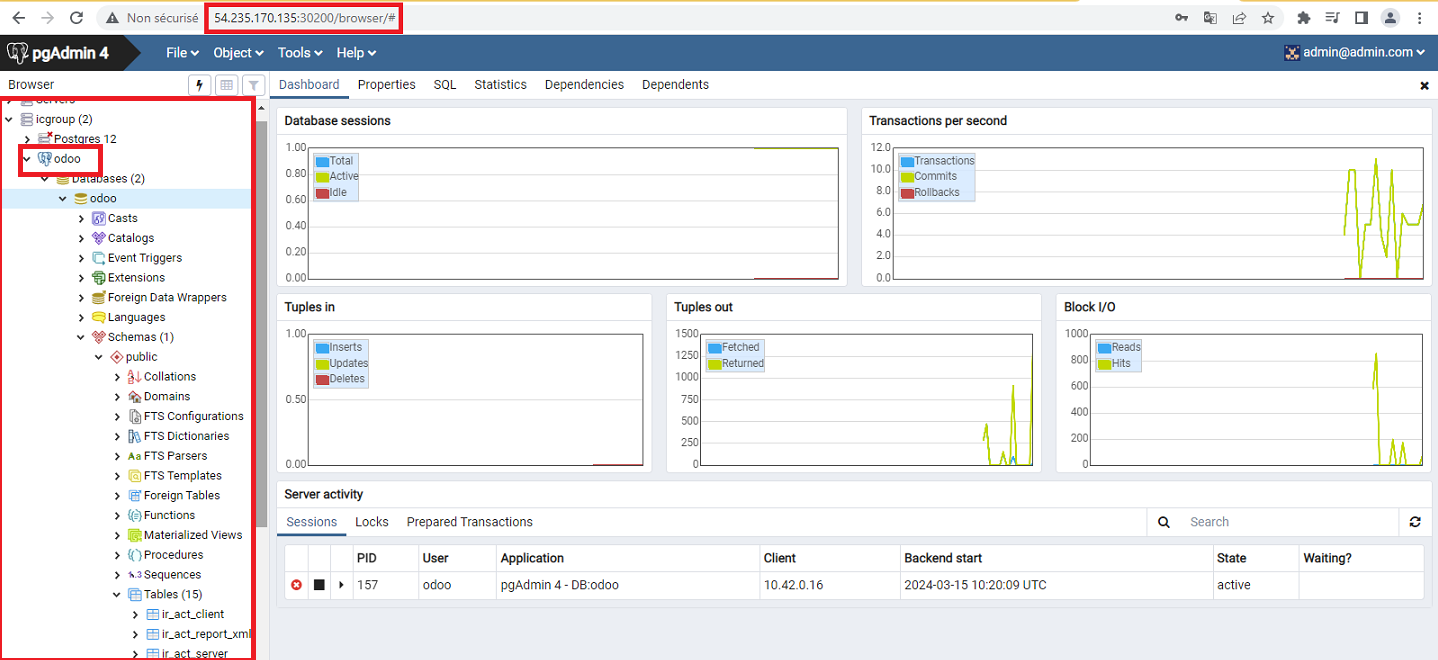 Non sécurisé 54.235.170.135:30200/browser/#
pgAdmin 4 File Object Tools Help admin@admin.com
Browser
Dashboard Properties SQL Statistics Dependencies Dependents
Servers
icgroup (2)
Postgres 12
odoo
Databases (2)
odoo
Casts
Catalogs
Event Triggers
Extensions
Foreign Data Wrappers
Languages
Schemas (1)
public
Collations
Domains
FTS Configurations
FTS Dictionaries
Aa FTS Parsers
FTS Templates
Foreign Tables
Functions
Materialized Views
Procedures
1..3 Sequences
Tables (15)
ir_act_client
ir_act_report_xml
ir_act_server
Database sessions
1.00
0.80
0.60
0.40
0.20
0.00
Total
Active
Idle
Transactions per second
12.0
10.0
8.0
6.0
4.0
2.0
0.0
Transactions
Commits
Rollbacks
Tuples in
1.00
0.50
0.00
Inserts
Updates
Deletes
Tuples out
1500
1250
1000
750
500
250
0
Fetched
Returned
Block I/O
1000
800
600
400
200
0
Reads
Hits
Server activity
Sessions Locks Prepared Transactions Search
PID User Application Client Backend start State Waiting?
157 odoo pgAdmin 4 - DB:odoo 10.42.0.16 2024-03-15 10:20:09 UTC active